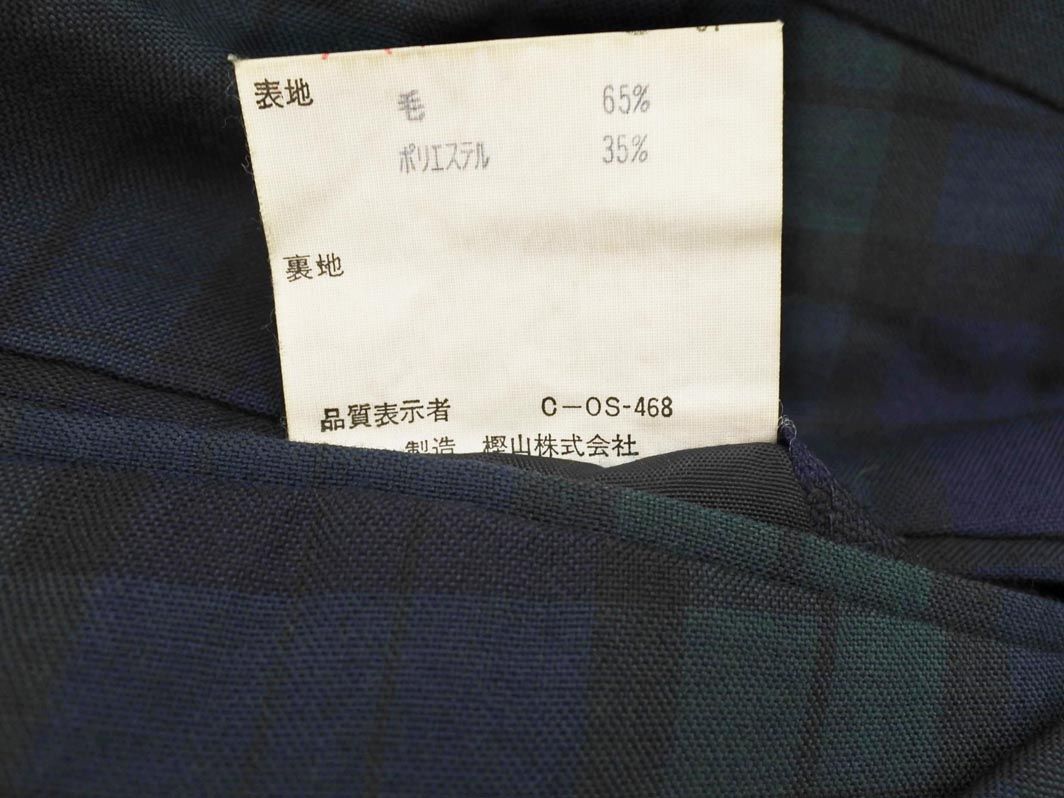 表地 毛 65%
ポリエステル 35%
裏地
品質表示者 C-OS-468
製造 樫山株式会社